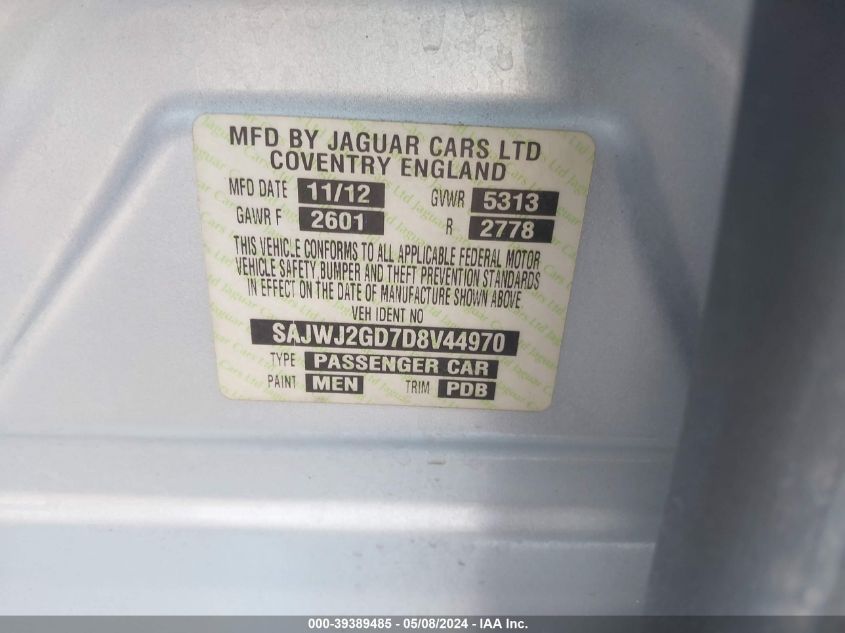 MFD BY JAGUAR CARS LTD
COVENTRY ENGLAND
MFD DATE 11/12 GVWR 5313
GAWR F 2601 R 2778
THIS VEHICLE CONFORMS TO ALL APPLICABLE FEDERAL MOTOR
VEHICLE SAFETY, BUMPER AND THEFT PREVENTION STANDARDS
IN EFFECT ON THE DATE OF MANUFACTURE SHOWN ABOVE
VEH IDENT NO
SAJWJ2GD7D8V44970
TYPE PASSENGER CAR
PAINT MEN TRIM PDB
000-39389485 - 05/08/2024 - IAA, Inc.